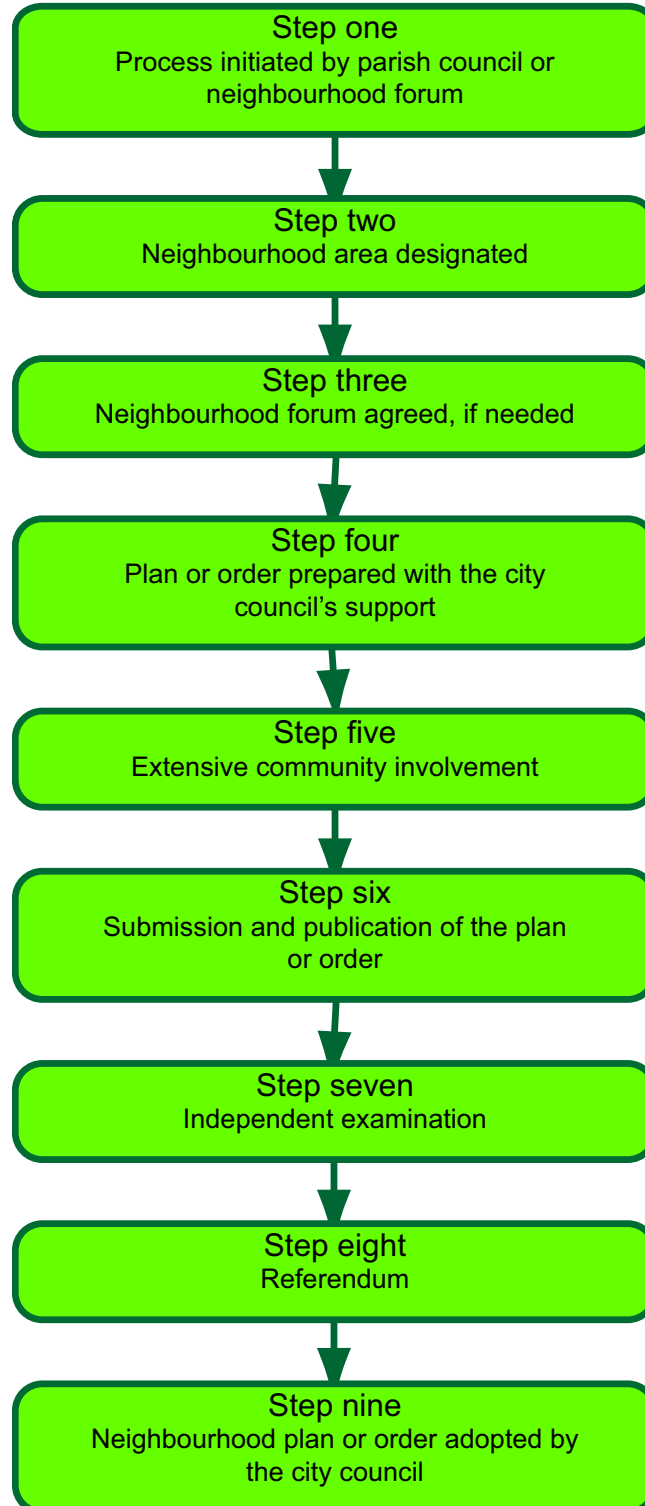 Step one
Process initiated by parish council or
neighbourhood forum
Step two
Neighbourhood area designated
Step three
Neighbourhood forum agreed, if needed
Step four
Plan or order prepared with the city
council’s support
Step five
Extensive community involvement
Step six
Submission and publication of the plan
or order
Step seven
Independent examination
Step eight
Referendum
Step nine
Neighbourhood plan or order adopted by
the city council